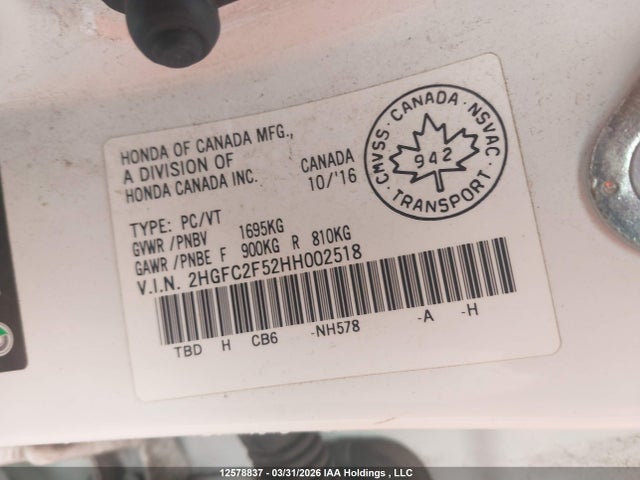 HONDA OF CANADA MFG.,
A DIVISION OF
HONDA CANADA INC.
CANADA
10/'16
CMVSS · CANADA · NSVAC
942
· TRANSPORT ·
TYPE: PC/VT
GVWR /PNBV 1695KG
GAWR /PNBE F 900KG R 810KG
V.I.N. 2HGFC2F52HH002518
TBD H CB6 -NH578 -A -H
12578837 - 03/31/2026 IAA Holdings , LLC